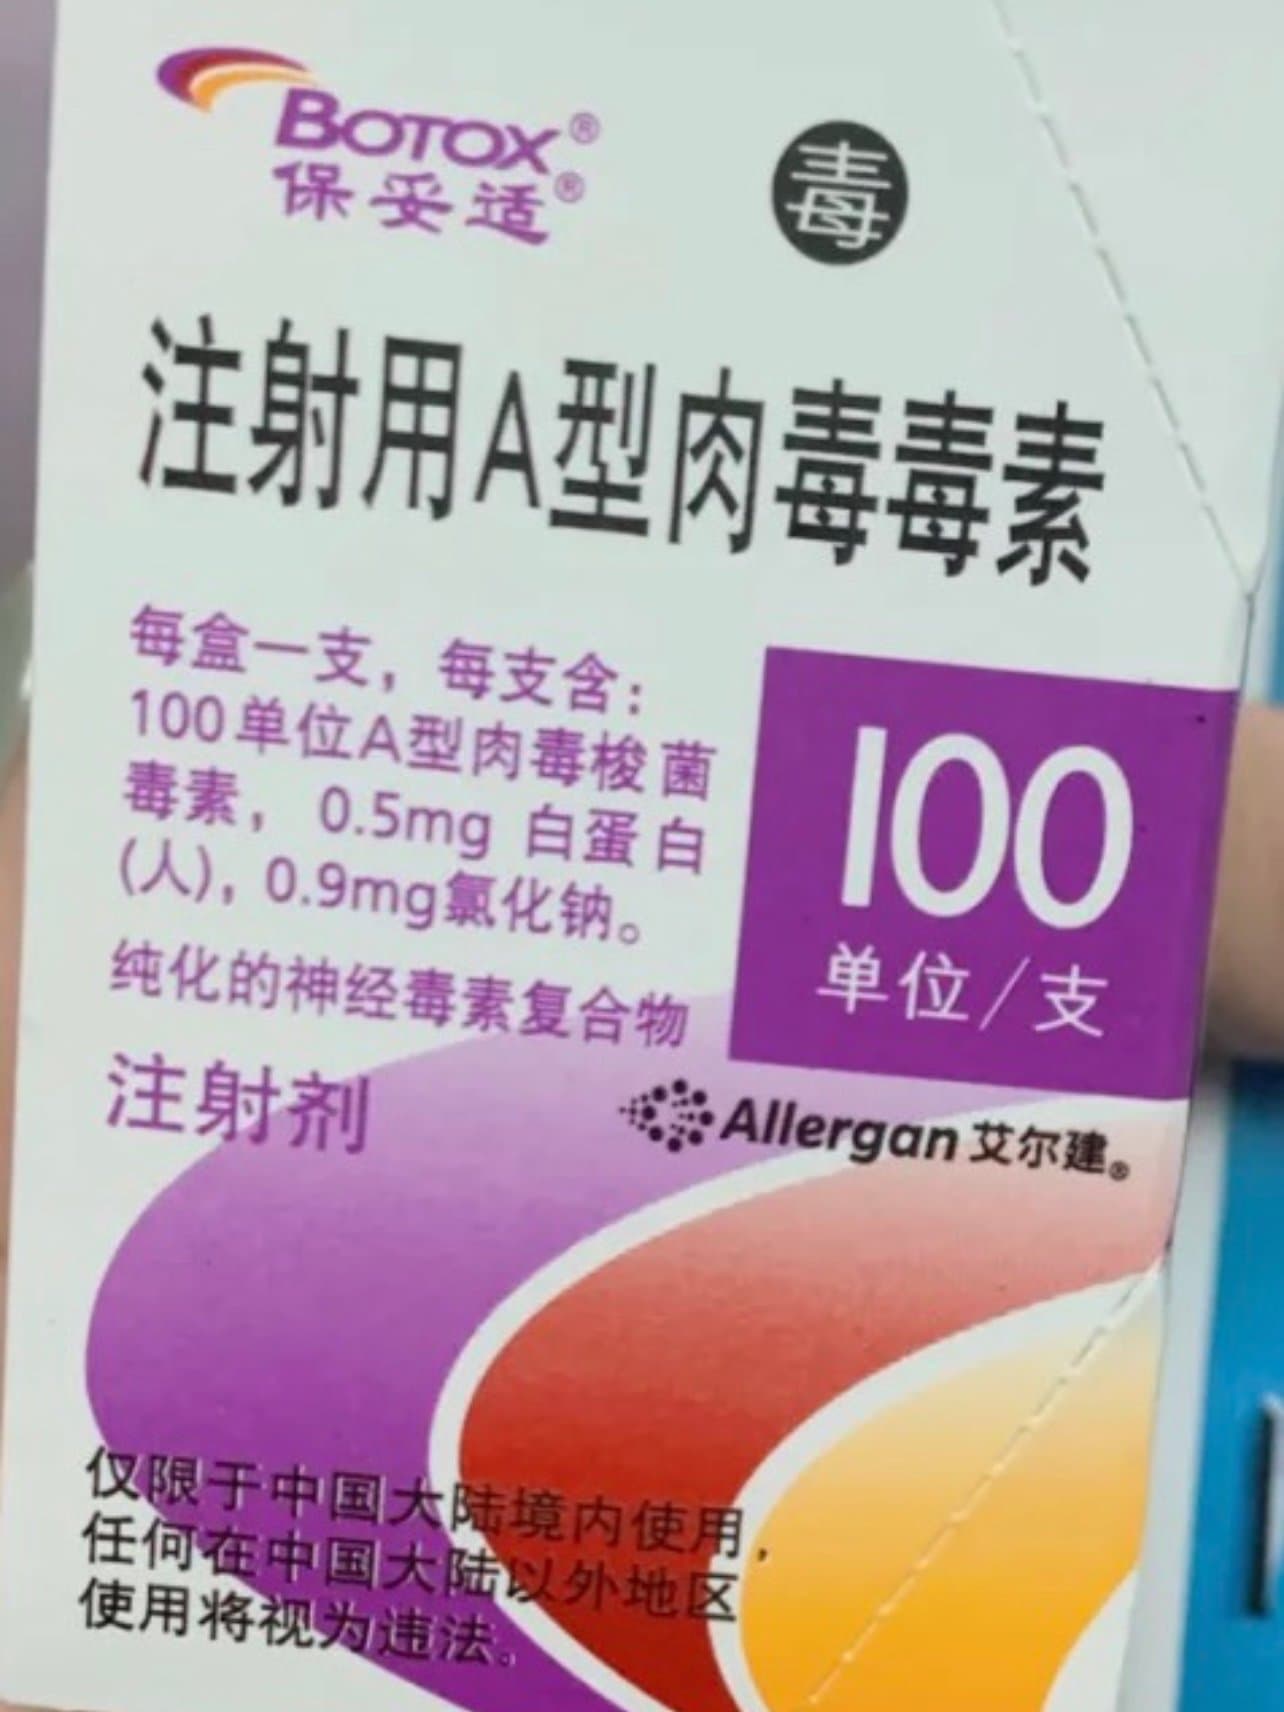 BOTOX®
保妥适®
毒
注射用A型肉毒毒素
每盒一支，每支含：
100单位A型肉毒梭菌
毒素，0.5mg 白蛋白
(人)，0.9mg氯化钠。
纯化的神经毒素复合物
注射剂
100
单位/支
Allergan 艾尔建®
仅限于中国大陆境内使用，
任何在中国大陆以外地区
使用将视为违法。